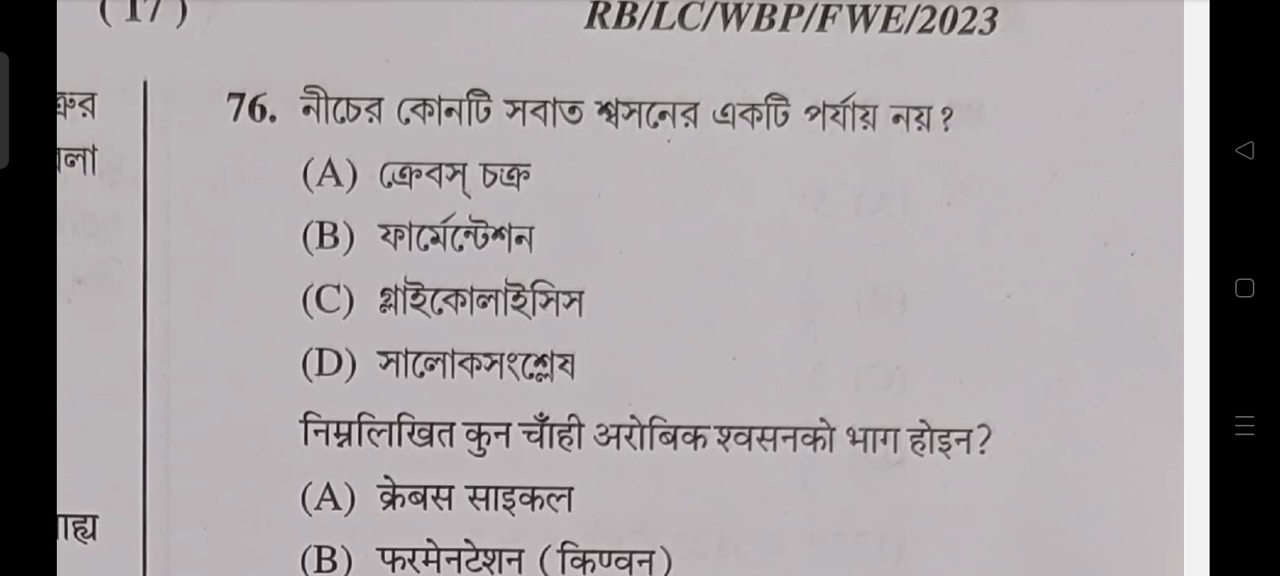 (17)
RB/LC/WBP/FWE/2023
76. নীচের কোনটি সবাত শ্বসনের একটি পর্যায় নয়?
(A) ক্রেবস্ চক্র
(B) ফার্মেন্টেশন
(C) গ্লাইকোলাইসিস
(D) সালোকসংশ্লেষ
निम्नलिखित कुन चाँही अरोबिक श्वसनको भाग होइन?
(A) क्रेबस साइकल
(B) फरमेनटेशन (किण्वन)